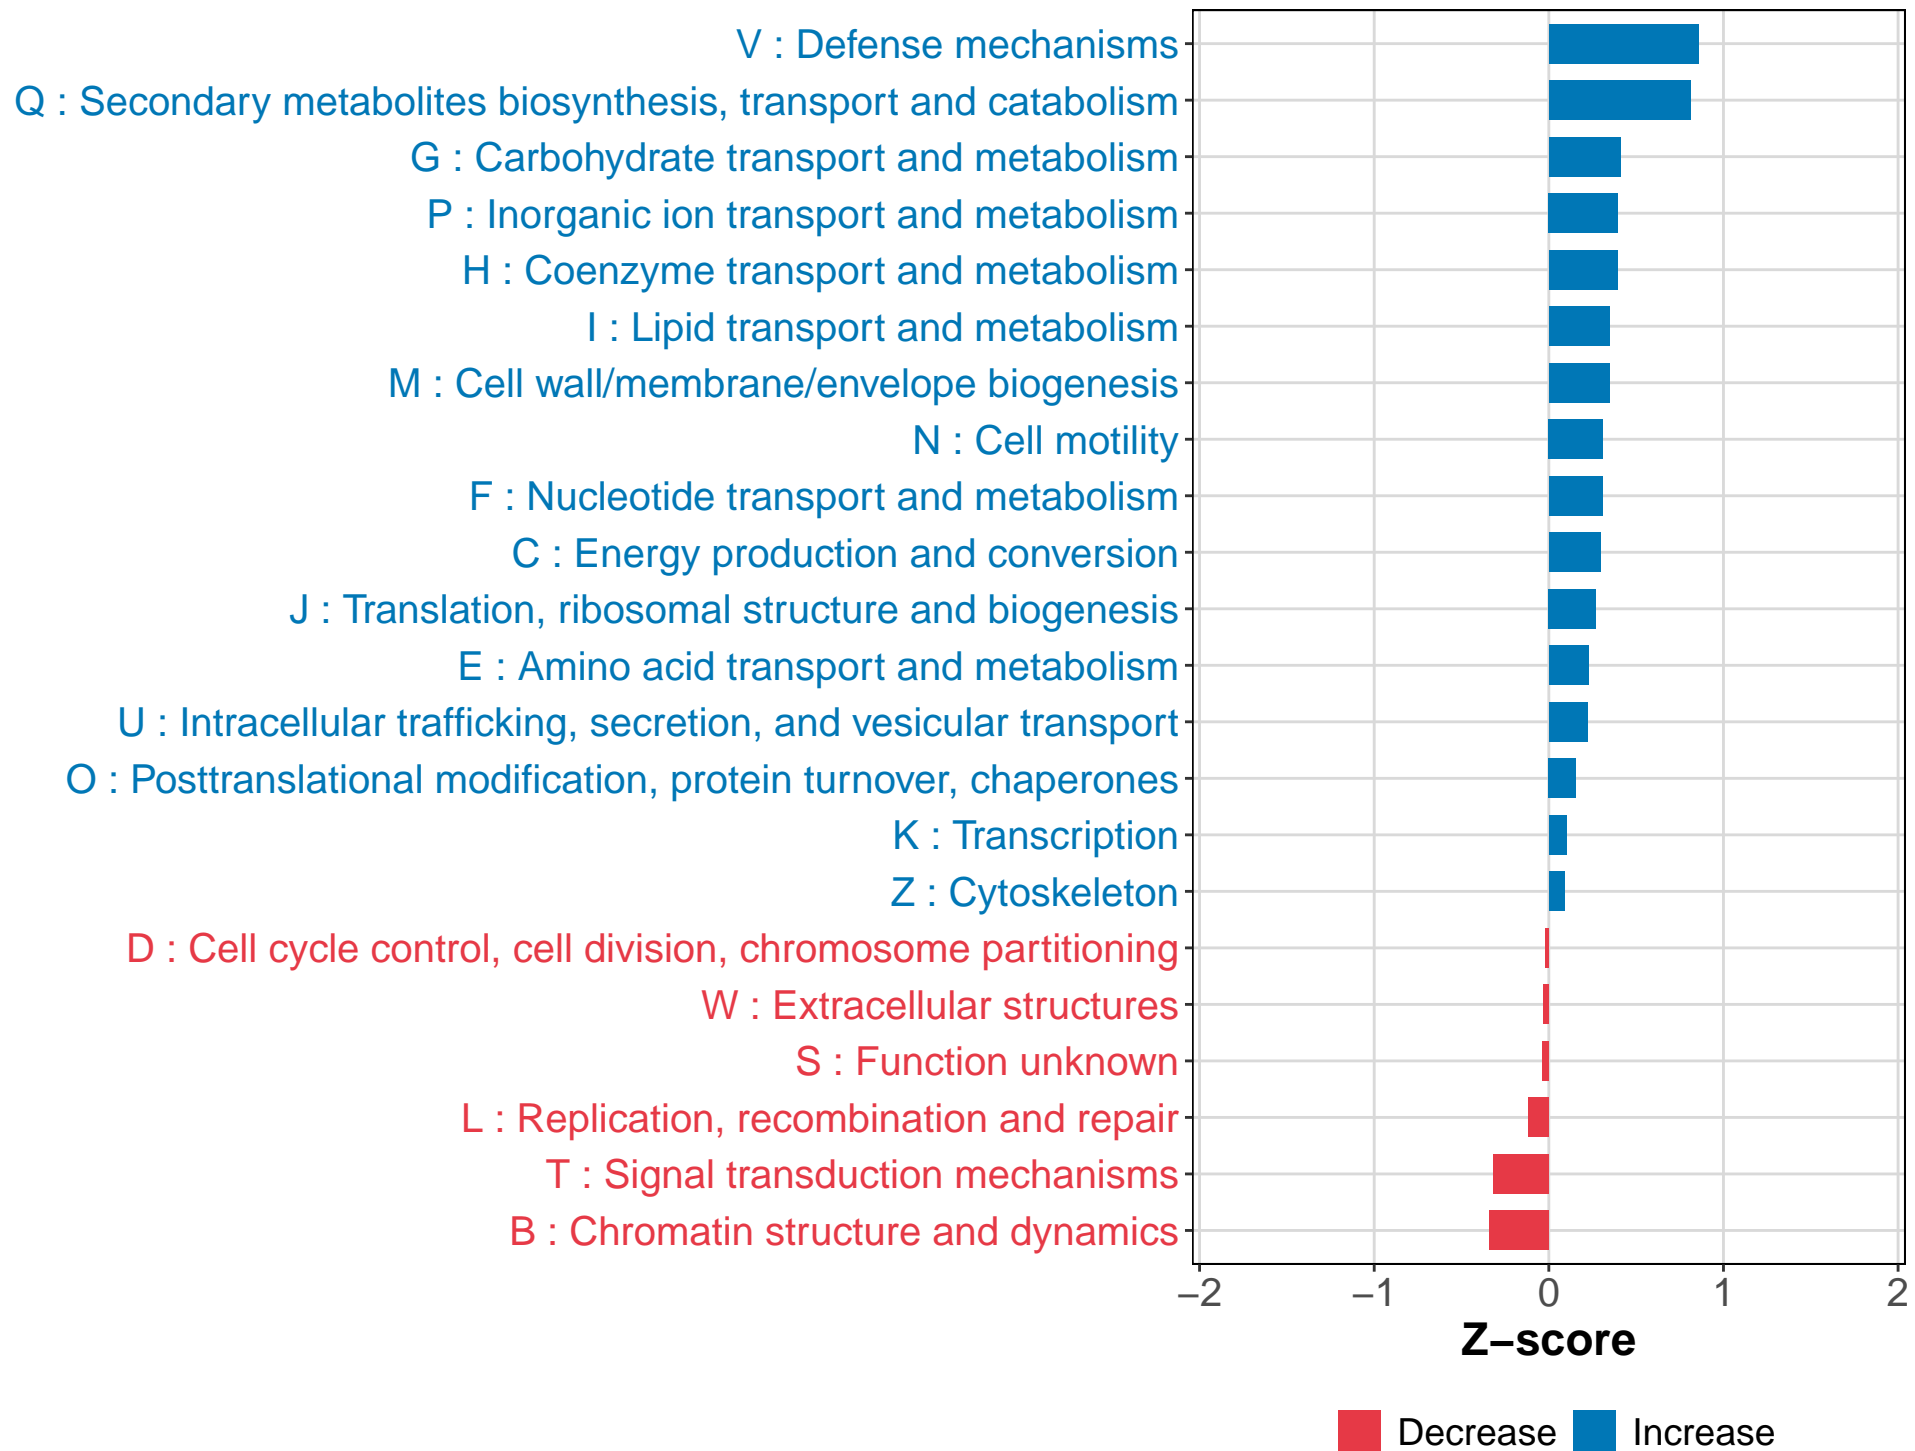 V : Defense mechanisms
Q : Secondary metabolites biosynthesis, transport and catabolism
G : Carbohydrate transport and metabolism
P : Inorganic ion transport and metabolism
H : Coenzyme transport and metabolism
I : Lipid transport and metabolism
M : Cell wall/membrane/envelope biogenesis
N : Cell motility
F : Nucleotide transport and metabolism
C : Energy production and conversion
J : Translation, ribosomal structure and biogenesis
E : Amino acid transport and metabolism
U : Intracellular trafficking, secretion, and vesicular transport
O : Posttranslational modification, protein turnover, chaperones
K : Transcription
Z : Cytoskeleton
D : Cell cycle control, cell division, chromosome partitioning
W : Extracellular structures
S : Function unknown
L : Replication, recombination and repair
T : Signal transduction mechanisms
B : Chromatin structure and dynamics
−2 −1 0 1 2
Z−score
Decrease Increase